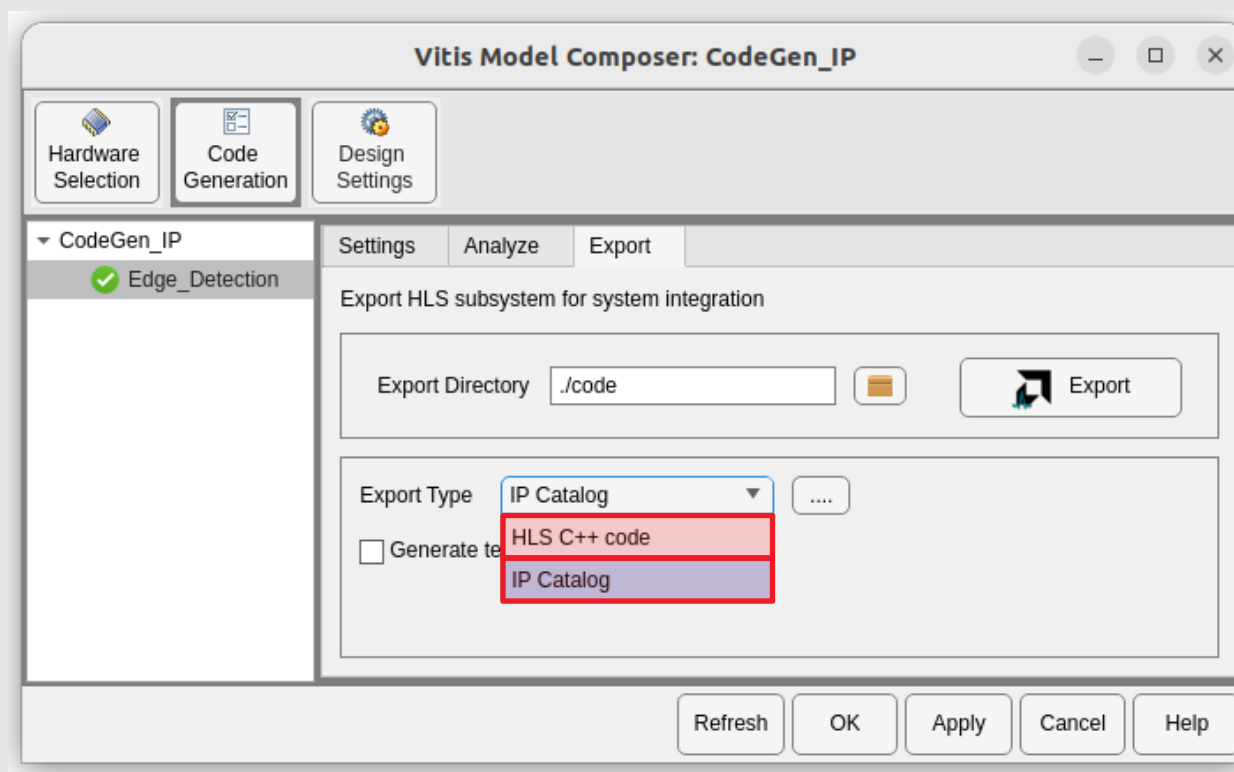 Vitis Model Composer: CodeGen_IP
Hardware Selection
Code Generation
Design Settings
CodeGen_IP
Edge_Detection
Settings Analyze Export
Export HLS subsystem for system integration
Export Directory ./code Export
Export Type IP Catalog ....
HLS C++ code
Generate te
IP Catalog
Refresh OK Apply Cancel Help